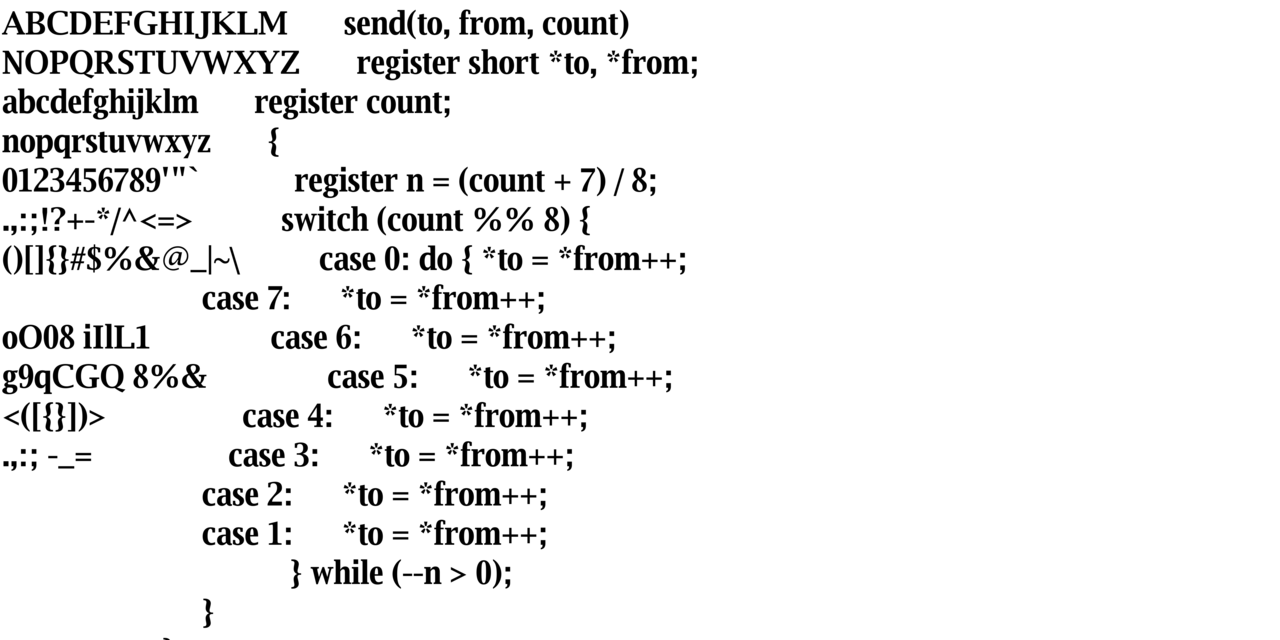 ABCDEFGHIJKLM send(to, from, count)
NOPQRSTUVWXYZ register short *to, *from;
abcdefghijklm register count;
nopqrstuvwxyz {
0123456789'"` register n = (count + 7) / 8;
.,:;!?+-*/^<=> switch (count %% 8) {
()[]{}#$%&@_|~\ case 0: do { *to = *from++;
case 7: *to = *from++;
oO08 iIlL1 case 6: *to = *from++;
g9qCGQ 8%& case 5: *to = *from++;
<([{}])> case 4: *to = *from++;
.,:; -_= case 3: *to = *from++;
case 2: *to = *from++;
case 1: *to = *from++;
} while (--n > 0);
}